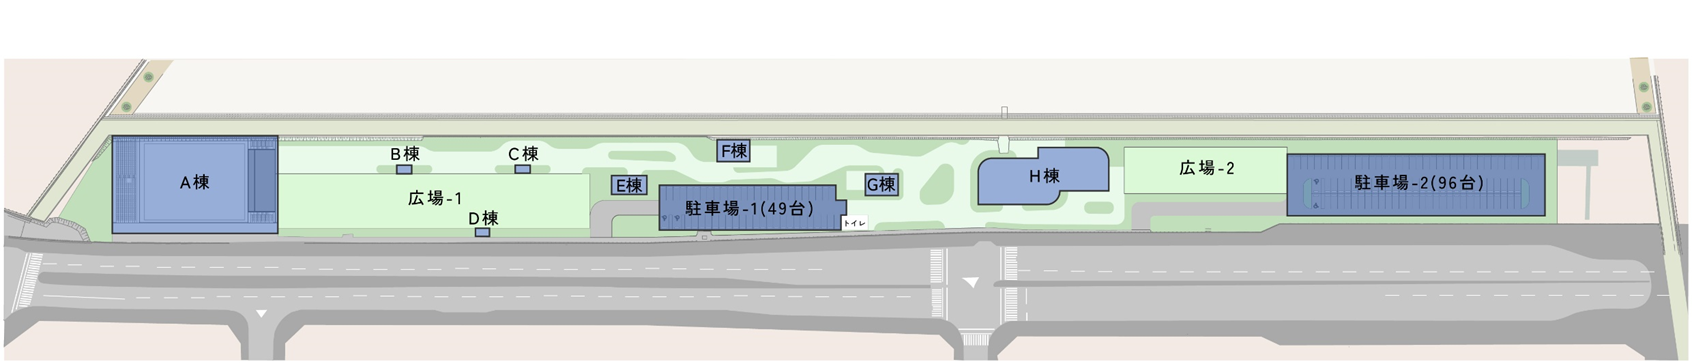 A棟
B棟
C棟
広場-1
D棟
E棟
F棟
駐車場-1(49台)
トイレ
G棟
H棟
広場-2
駐車場-2(96台)